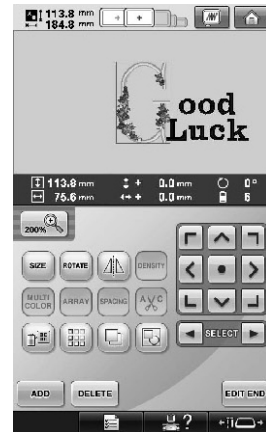 113.8 mm
184.8 mm
G ood
Luck
113.8 mm + 0.0 mm 0°
75.6 mm + 0.0 mm 6
200%
SIZE ROTATE DENSITY
MULTI COLOR ARRAY SPACING A C
SELECT
ADD DELETE EDIT END
?